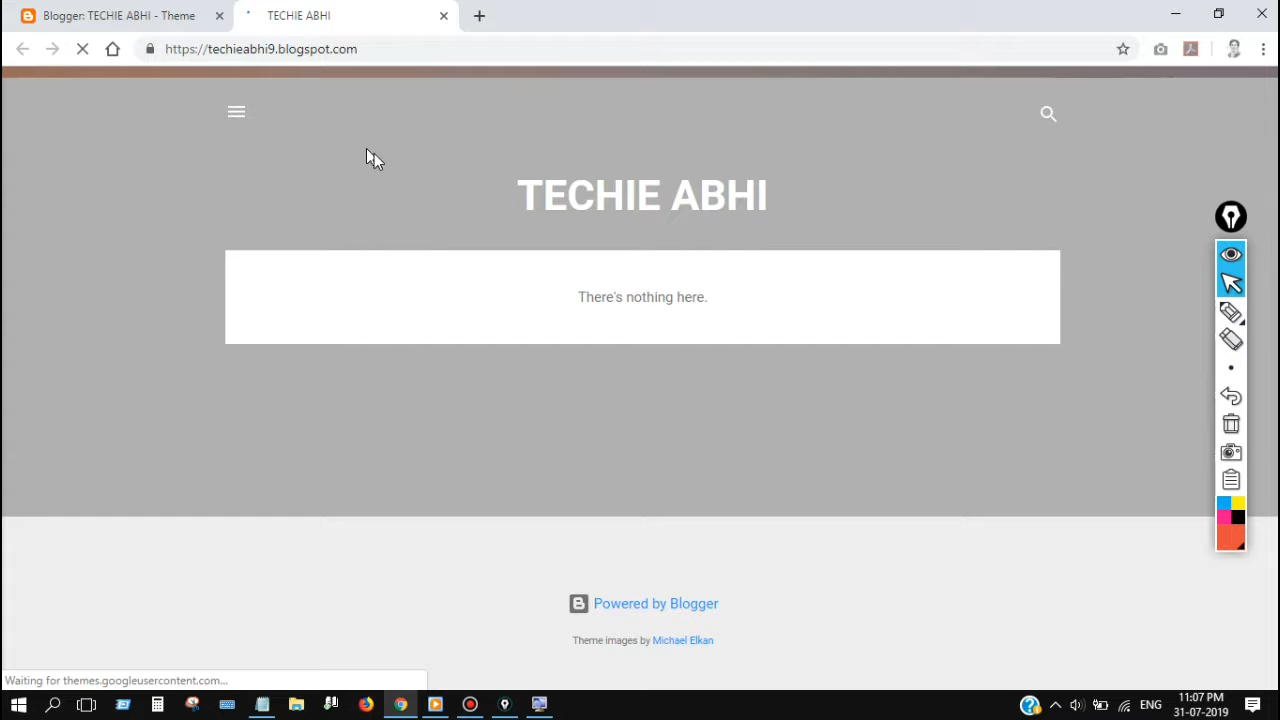 Blogger: TECHIE ABHI - Theme
TECHIE ABHI
https://techieabhi9.blogspot.com
TECHIE ABHI
There's nothing here.
Powered by Blogger
Theme images by Michael Elkan
Waiting for themes.googleusercontent.com...
ENG
11:07 PM
31-07-2019